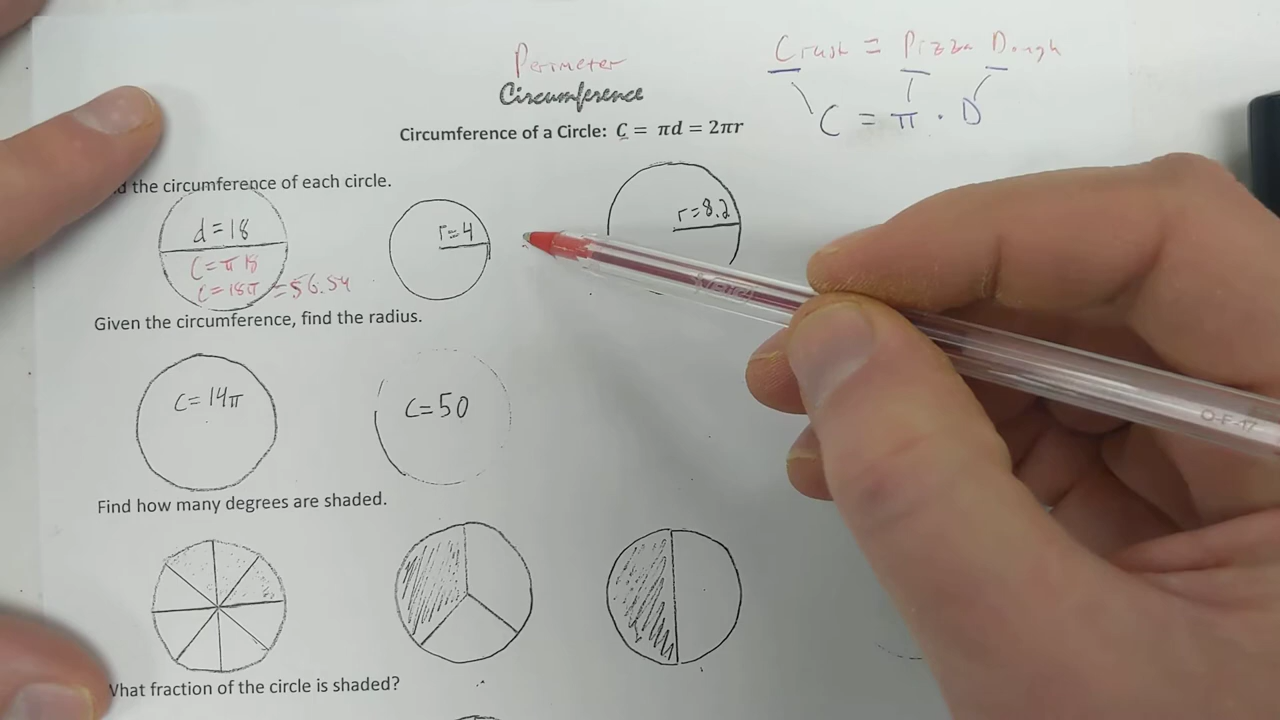 Perimeter
Crush = Pizza Dough
Circumference
C = π · D
Circumference of a Circle: C = πd = 2πr
the circumference of each circle.
d=18
r=4
r=8.2
C=π18
C=18π =56.54
Given the circumference, find the radius.
C=14π
C=50
Find how many degrees are shaded.
What fraction of the circle is shaded?